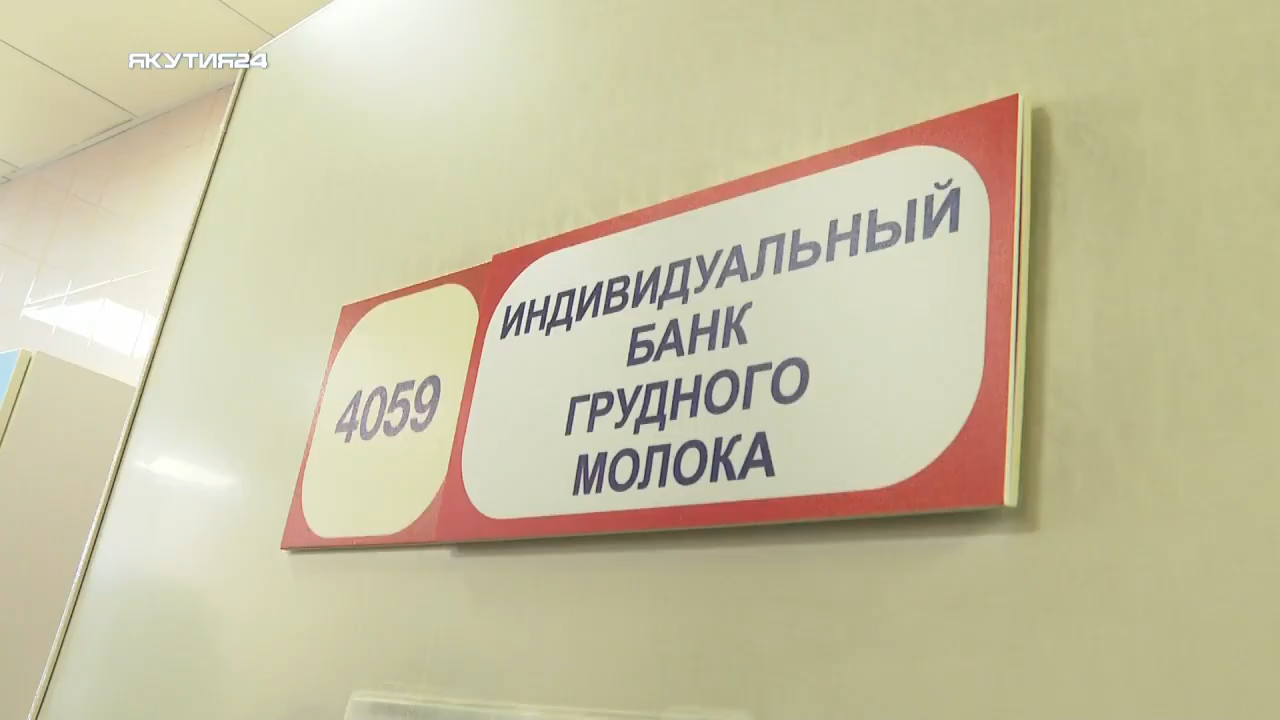 ЯКУТИЯ24
4059
ИНДИВИДУАЛЬНЫЙ
БАНК
ГРУДНОГО
МОЛОКА